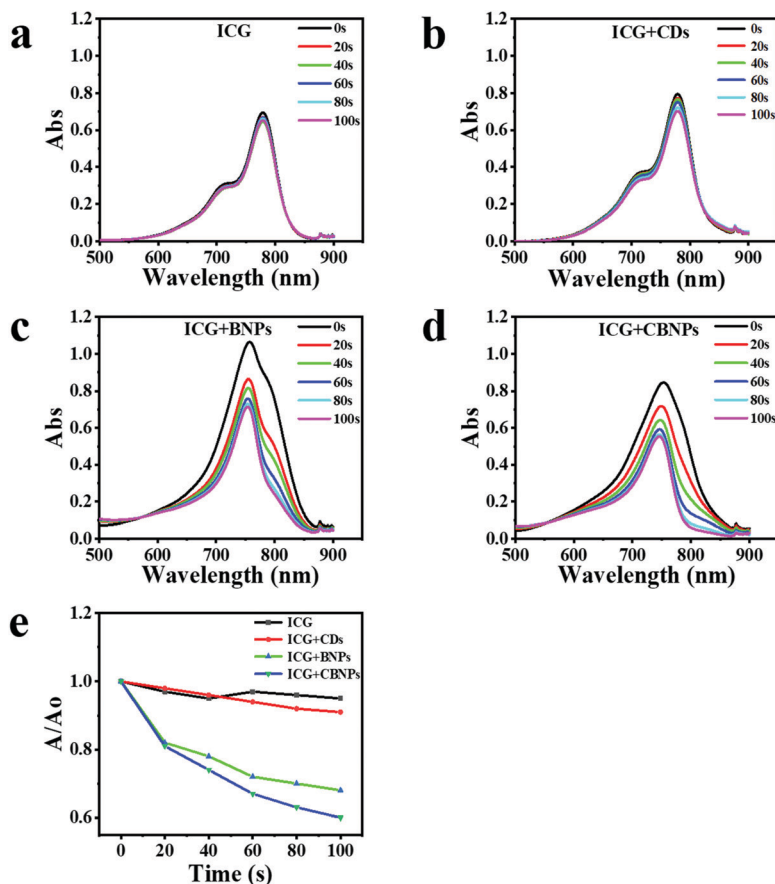 a
ICG
1.2
1.0
0.8
0.6
0.4
0.2
0.0
Abs
500
600
700
800
900
Wavelength (nm)
0s
20s
40s
60s
80s
100s
b
ICG+CDs
1.2
1.0
0.8
0.6
0.4
0.2
0.0
Abs
500
600
700
800
900
Wavelength (nm)
0s
20s
40s
60s
80s
100s
c
ICG+BNPs
1.2
1.0
0.8
0.6
0.4
0.2
0.0
Abs
500
600
700
800
900
Wavelength (nm)
0s
20s
40s
60s
80s
100s
d
ICG+CBNPs
1.2
1.0
0.8
0.6
0.4
0.2
0.0
Abs
500
600
700
800
900
Wavelength (nm)
0s
20s
40s
60s
80s
100s
e
1.2
1.0
0.8
0.6
A/Ao
0
20
40
60
80
100
Time (s)
ICG
ICG+CDs
ICG+BNPs
ICG+CBNPs